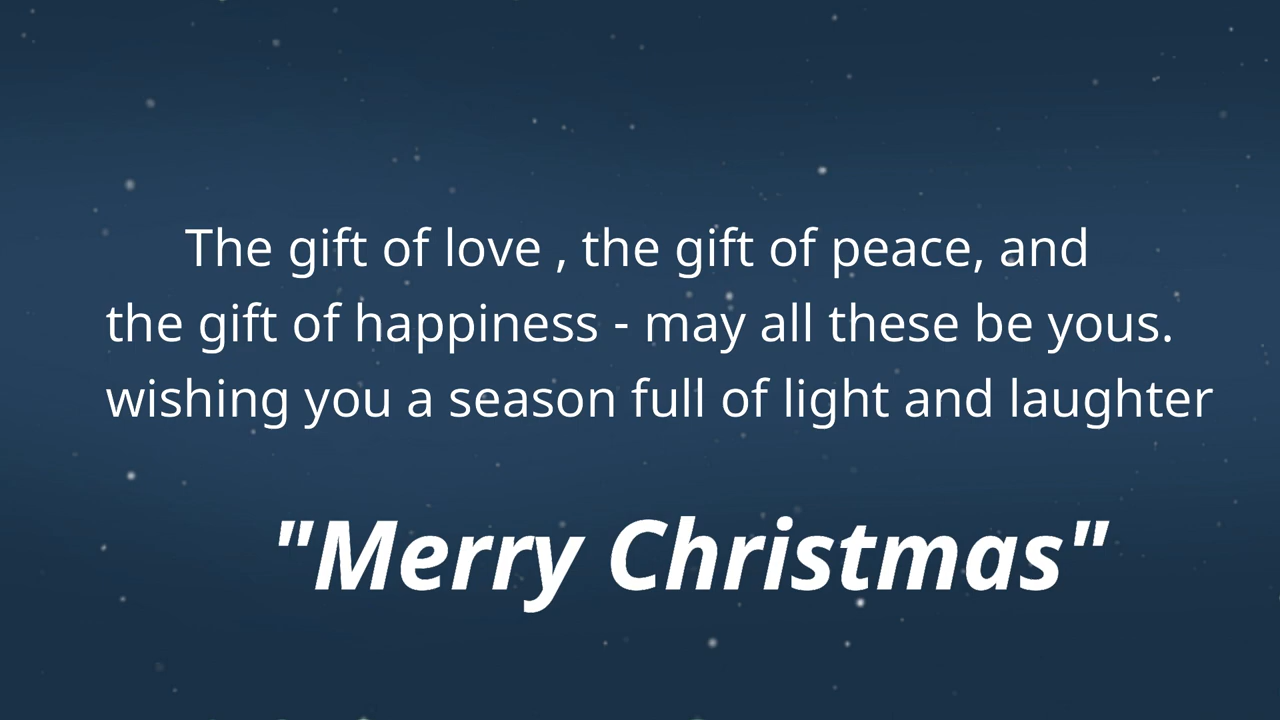 The gift of love , the gift of peace, and
the gift of happiness - may all these be yous.
wishing you a season full of light and laughter
"Merry Christmas"